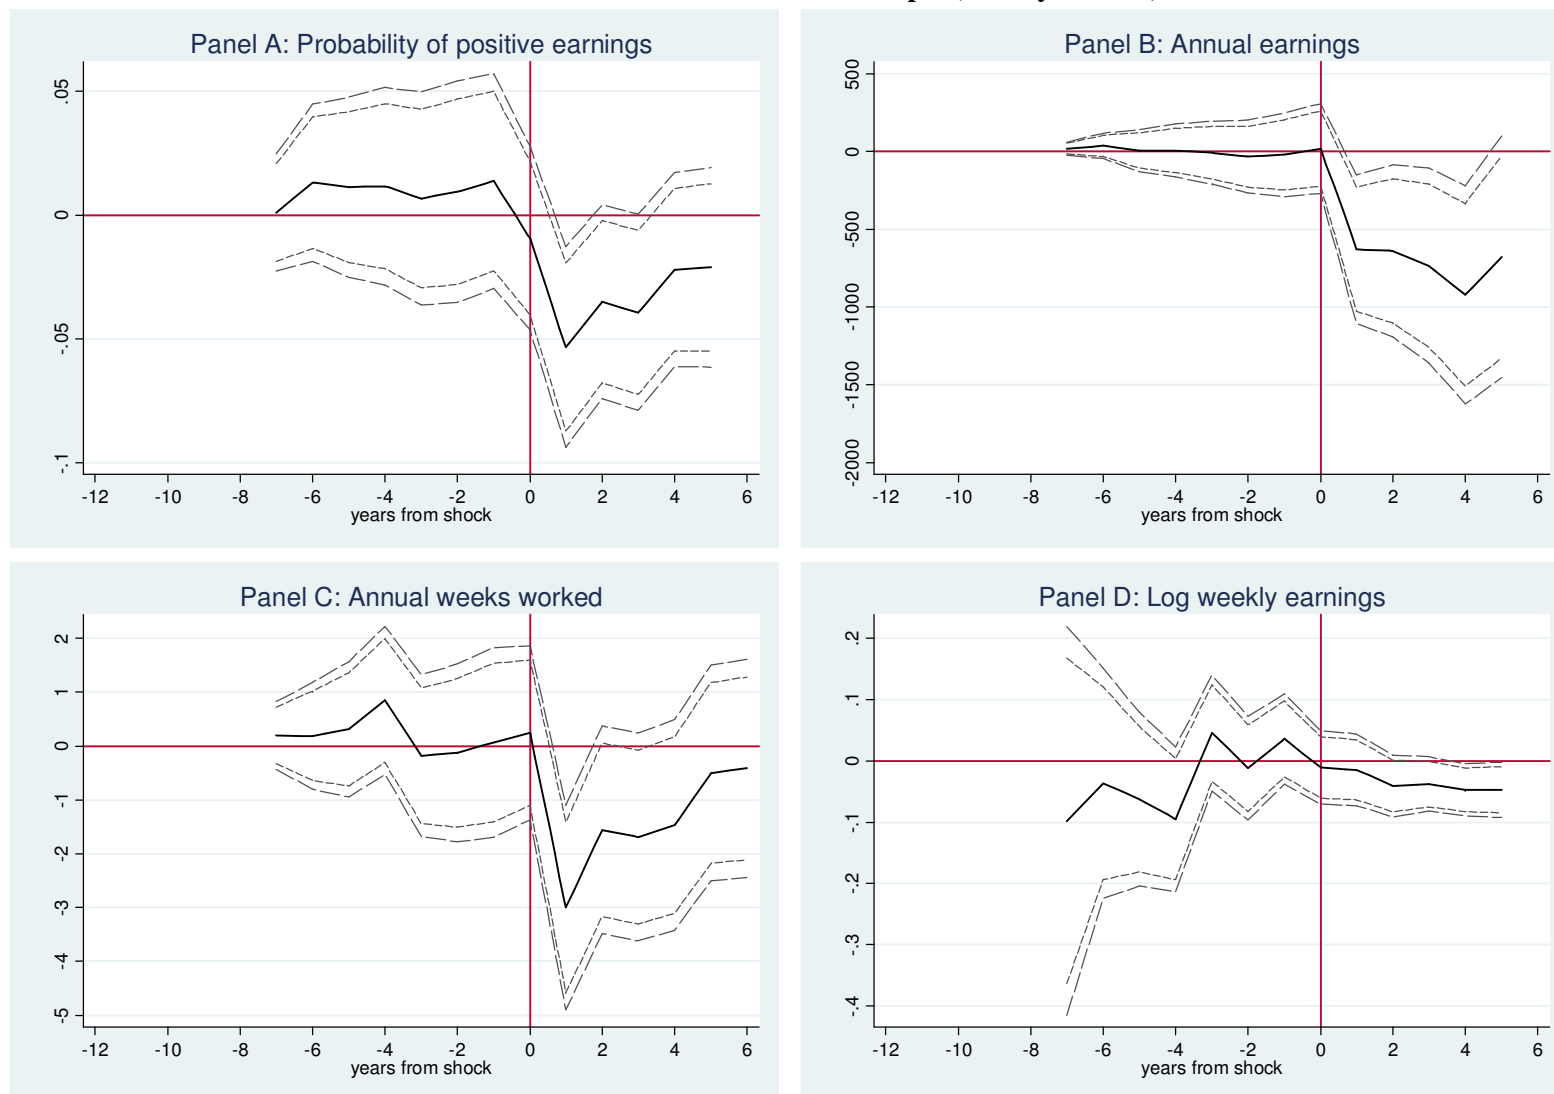 Panel A: Probability of positive earnings
.05
0
-.05
-.1
-12 -10 -8 -6 -4 -2 0 2 4 6
years from shock
Panel B: Annual earnings
500
0
-500
-1000
-1500
-2000
-12 -10 -8 -6 -4 -2 0 2 4 6
years from shock
Panel C: Annual weeks worked
2
1
0
-1
-2
-3
-4
-5
-12 -10 -8 -6 -4 -2 0 2 4 6
years from shock
Panel D: Log weekly earnings
.2
.1
0
-.1
-.2
-.3
-.4
-12 -10 -8 -6 -4 -2 0 2 4 6
years from shock